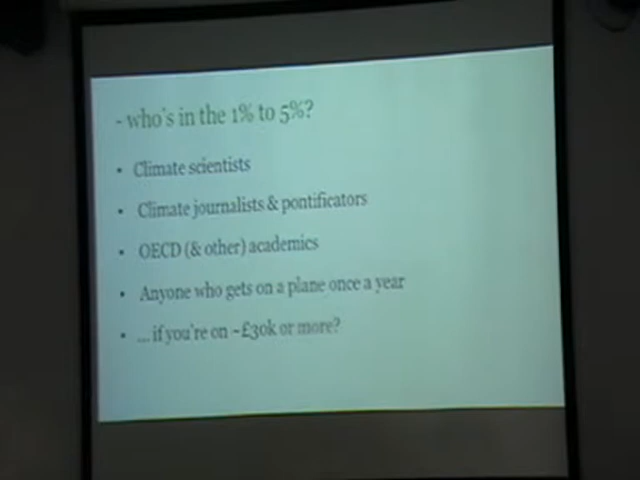 - who's in the 1% to 5%?
• Climate scientists
• Climate journalists & pontificators
• OECD (& other) academics
• Anyone who gets on a plane once a year
• ... if you're on ~£30k or more?